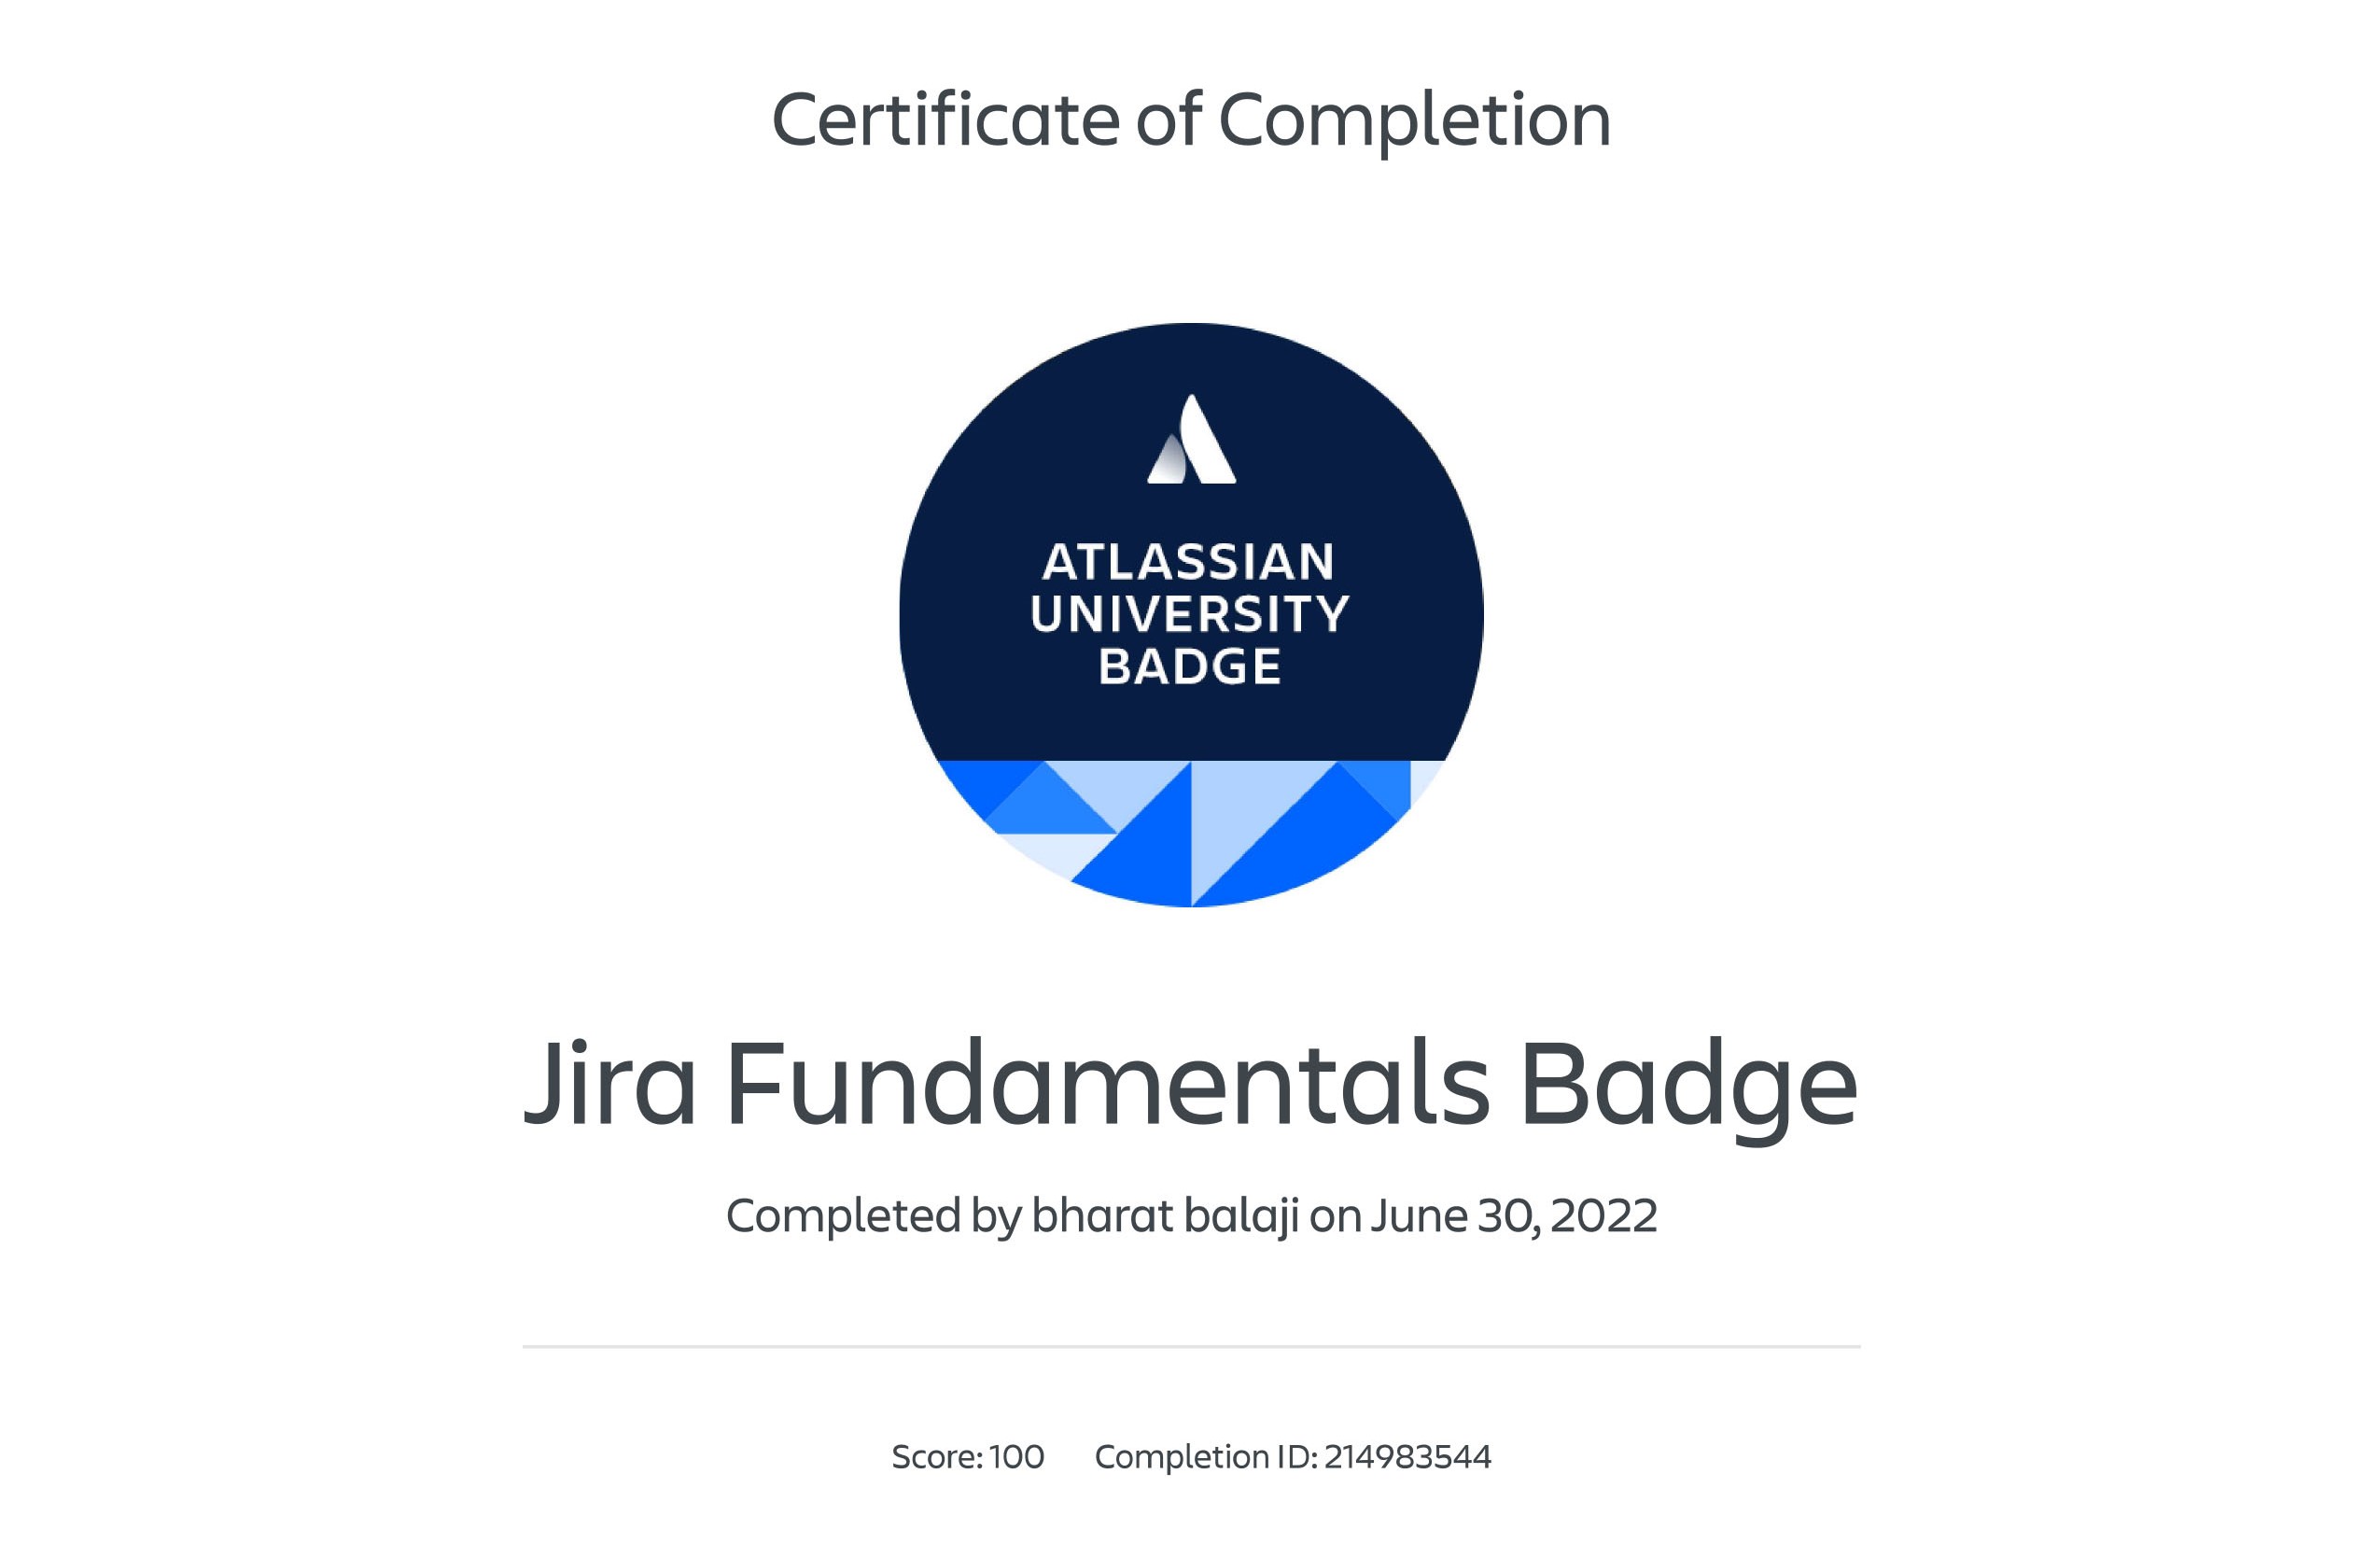 Certificate of Completion
ATLASSIAN
UNIVERSITY
BADGE
Jira Fundamentals Badge
Completed by bharat balaji on June 30, 2022
Score: 100 Completion ID: 214983544